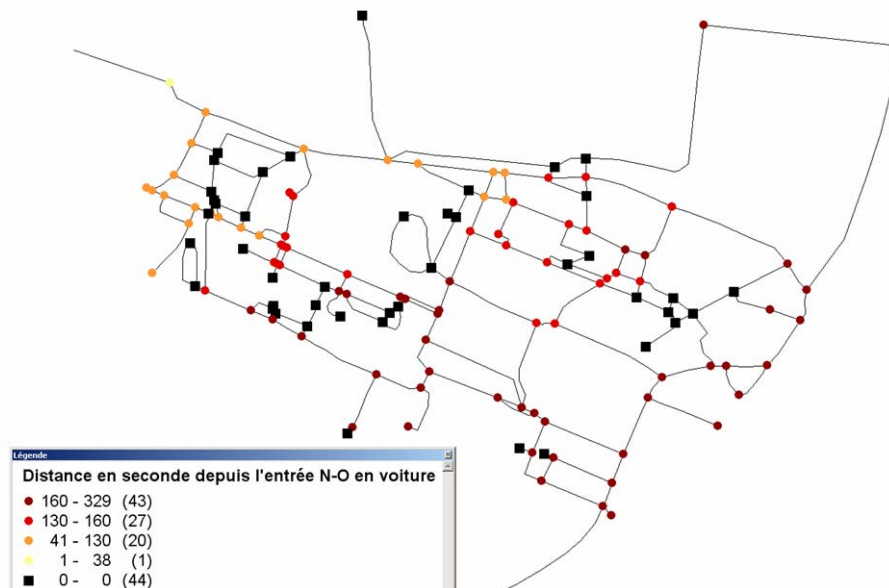 Légende
Distance en seconde depuis l'entrée N-O en voiture
160 - 329 (43)
130 - 160 (27)
41 - 130 (20)
1 - 38 (1)
0 - 0 (44)